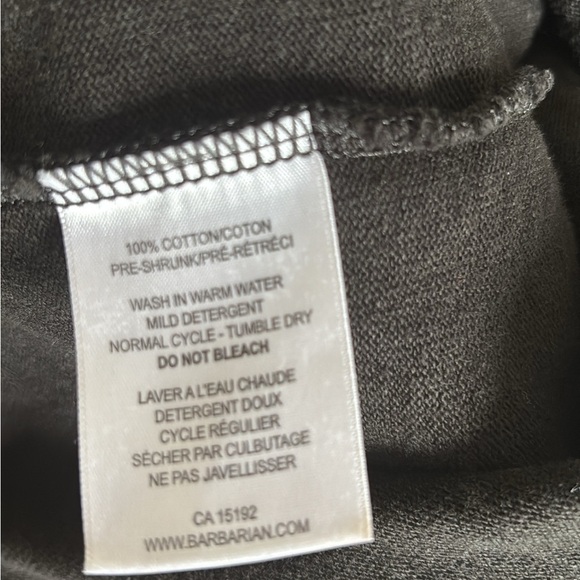 100% COTTON/COTON
PRE-SHRUNK/PRÉ-RÉTRÉCI
WASH IN WARM WATER
MILD DETERGENT
NORMAL CYCLE - TUMBLE DRY
DO NOT BLEACH
LAVER A L'EAU CHAUDE
DETERGENT DOUX
CYCLE RÉGULIER
SÉCHER PAR CULBUTAGE
NE PAS JAVELLISSER
CA 15192
WWW.BARBARIAN.COM